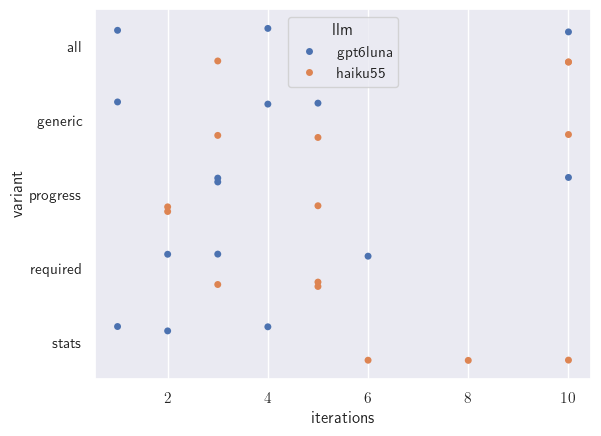 llm
gpt6luna
haiku55
all
generic
progress
required
stats
variant
2 4 6 8 10
iterations